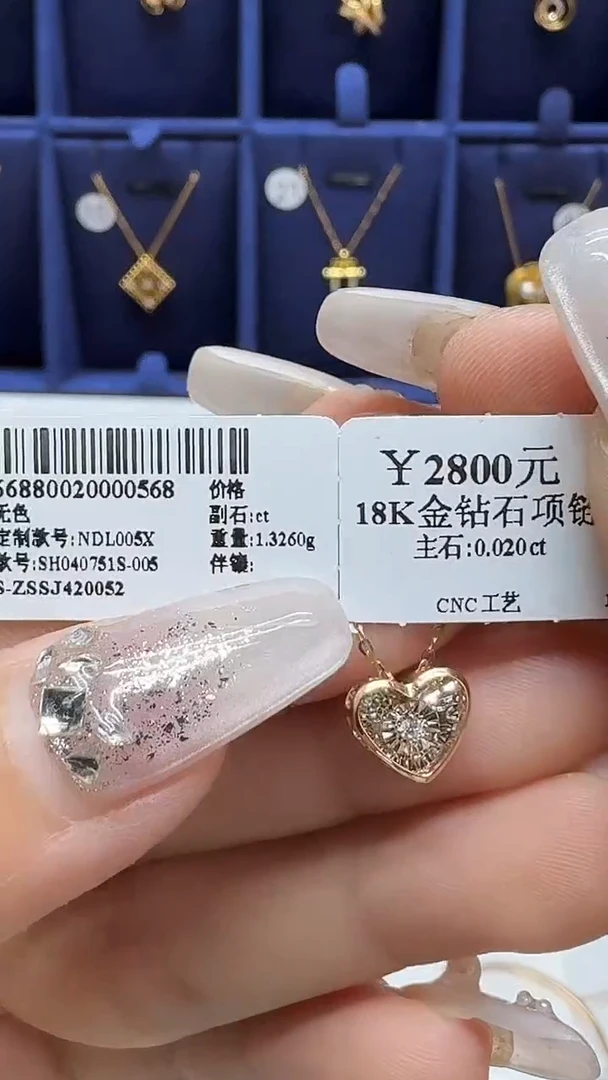 66880020000568
无色
定制款号:NDL005X
款号:SH040751S-005
S-ZSSJ420052
价格
副石:ct
重量:1.3260g
伴镶:
￥2800元
18K金钻石项链
主石:0.020ct
CNC工艺